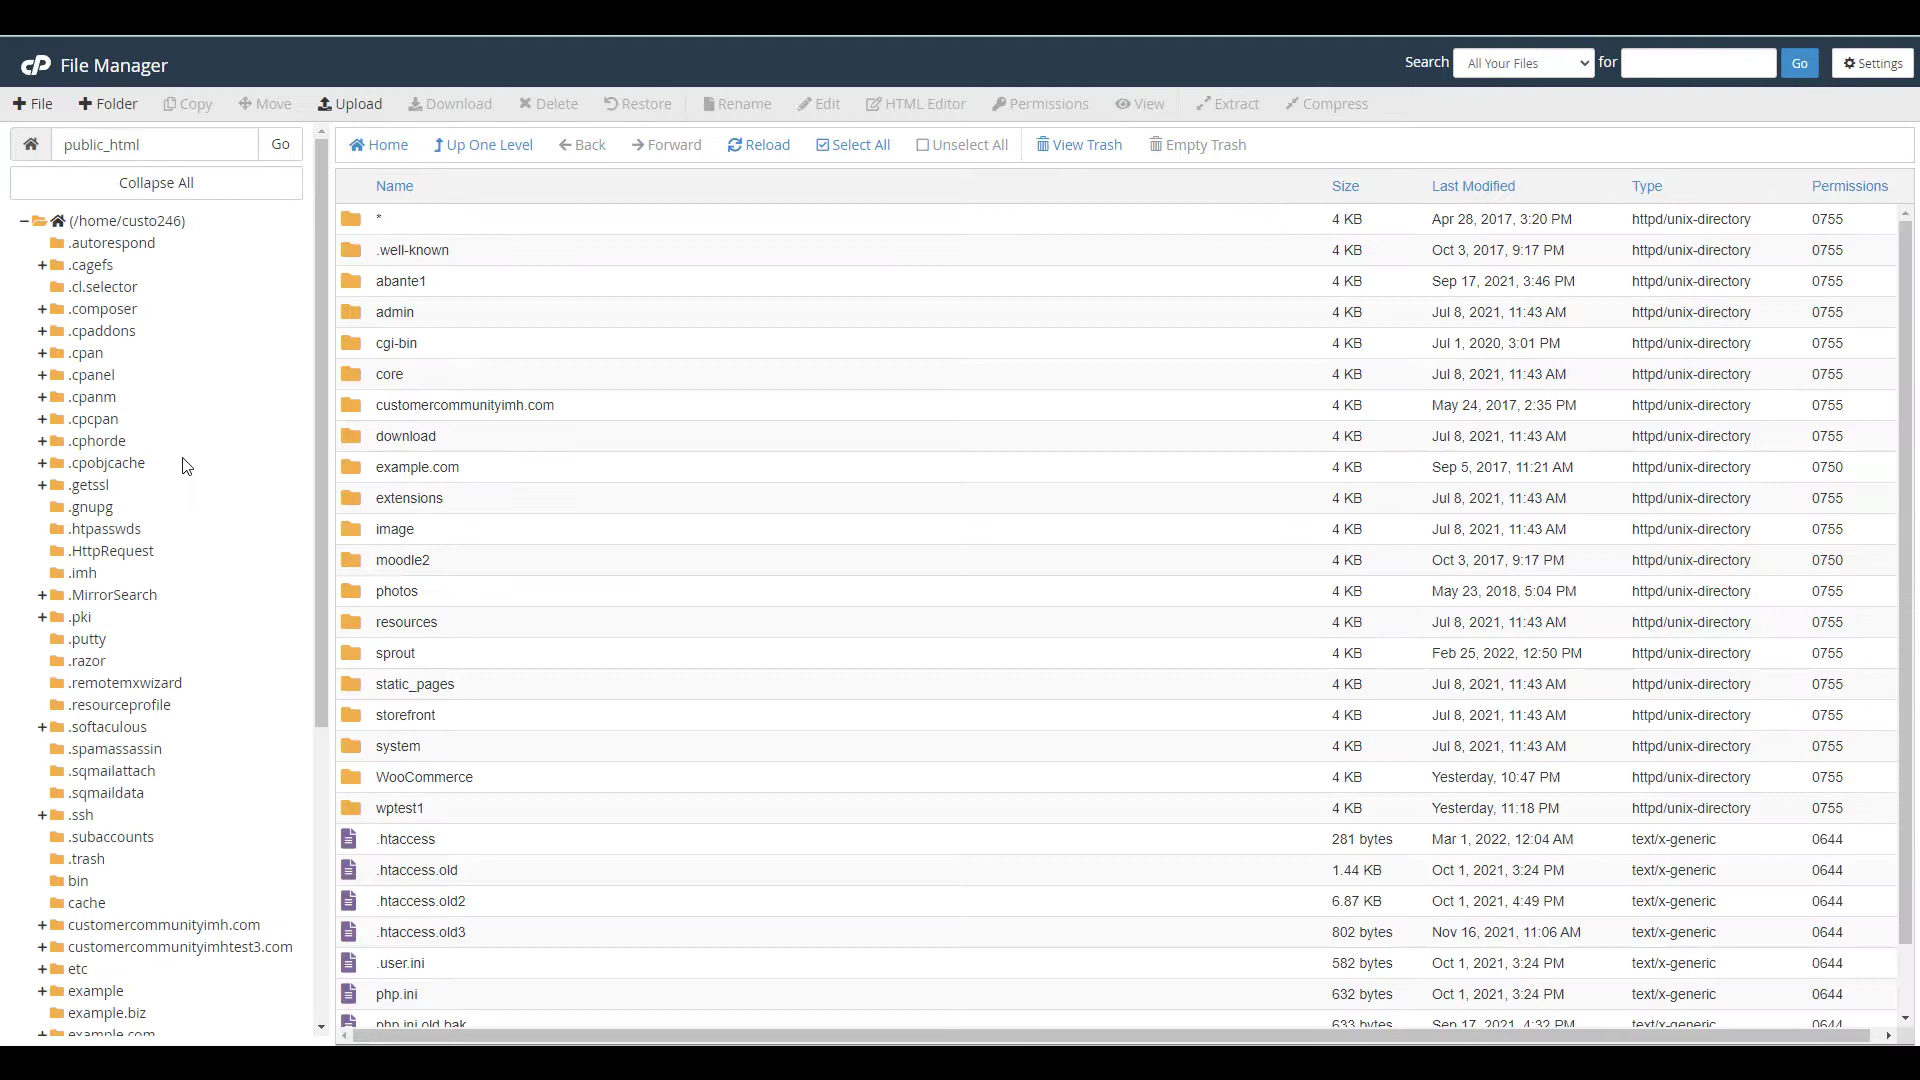 cP File Manager
Search All Your Files for Go Settings
File Folder Copy Move Upload Download Delete Restore Rename Edit HTML Editor Permissions View Extract Compress
public_html Go
Collapse All
(/home/custo246)
.autorespond
.cagefs
.cl.selector
.composer
.cpaddons
.cpan
.cpanel
.cpanm
.cpcpan
.cphorde
.cpobjcache
.getssl
.gnupg
.htpasswds
.HttpRequest
.imh
.MirrorSearch
.pki
.putty
.razor
.remotemxwizard
.resourceprofile
.softaculous
.spamassassin
.sqmailattach
.sqmaildata
.ssh
.subaccounts
.trash
bin
cache
customercommunityimh.com
customercommunityimhtest3.com
etc
example
example.biz
example.com
Home Up One Level Back Forward Reload Select All Unselect All View Trash Empty Trash
Name Size Last Modified Type Permissions
* 4 KB Apr 28, 2017, 3:20 PM httpd/unix-directory 0755
.well-known 4 KB Oct 3, 2017, 9:17 PM httpd/unix-directory 0755
abante1 4 KB Sep 17, 2021, 3:46 PM httpd/unix-directory 0755
admin 4 KB Jul 8, 2021, 11:43 AM httpd/unix-directory 0755
cgi-bin 4 KB Jul 1, 2020, 3:01 PM httpd/unix-directory 0755
core 4 KB Jul 8, 2021, 11:43 AM httpd/unix-directory 0755
customercommunityimh.com 4 KB May 24, 2017, 2:35 PM httpd/unix-directory 0755
download 4 KB Jul 8, 2021, 11:43 AM httpd/unix-directory 0755
example.com 4 KB Sep 5, 2017, 11:21 AM httpd/unix-directory 0750
extensions 4 KB Jul 8, 2021, 11:43 AM httpd/unix-directory 0755
image 4 KB Jul 8, 2021, 11:43 AM httpd/unix-directory 0755
moodle2 4 KB Oct 3, 2017, 9:17 PM httpd/unix-directory 0750
photos 4 KB May 23, 2018, 5:04 PM httpd/unix-directory 0755
resources 4 KB Jul 8, 2021, 11:43 AM httpd/unix-directory 0755
sprout 4 KB Feb 25, 2022, 12:50 PM httpd/unix-directory 0755
static_pages 4 KB Jul 8, 2021, 11:43 AM httpd/unix-directory 0755
storefront 4 KB Jul 8, 2021, 11:43 AM httpd/unix-directory 0755
system 4 KB Jul 8, 2021, 11:43 AM httpd/unix-directory 0755
WooCommerce 4 KB Yesterday, 10:47 PM httpd/unix-directory 0755
wptest1 4 KB Yesterday, 11:18 PM httpd/unix-directory 0755
.htaccess 281 bytes Mar 1, 2022, 12:04 AM text/x-generic 0644
.htaccess.old 1.44 KB Oct 1, 2021, 3:24 PM text/x-generic 0644
.htaccess.old2 6.87 KB Oct 1, 2021, 4:49 PM text/x-generic 0644
.htaccess.old3 802 bytes Nov 16, 2021, 11:06 AM text/x-generic 0644
.user.ini 582 bytes Oct 1, 2021, 3:24 PM text/x-generic 0644
php.ini 632 bytes Oct 1, 2021, 3:24 PM text/x-generic 0644
php.ini.old.bak 633 bytes Sep 17, 2021, 4:32 PM text/x-generic 0644